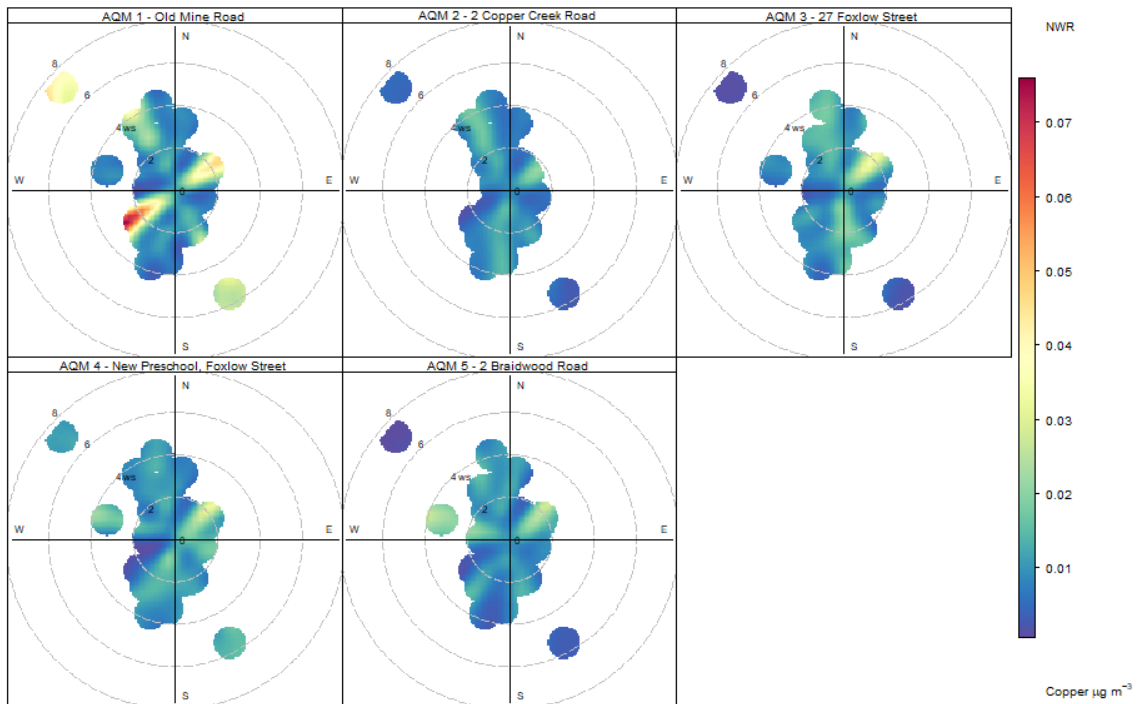 AQM 1 - Old Mine Road
AQM 2 - 2 Copper Creek Road
AQM 3 - 27 Foxlow Street
NWR
N
8
6
4 ws
2
0
W
E
S
N
8
6
4 ws
2
0
W
E
S
N
8
6
4 ws
2
0
W
E
S
0.07
0.06
0.05
0.04
0.03
0.02
0.01
AQM 4 - New Preschool, Foxlow Street
AQM 5 - 2 Braidwood Road
N
8
6
4 ws
2
0
W
E
S
N
8
6
4 ws
2
0
W
E
S
Copper μg m⁻³